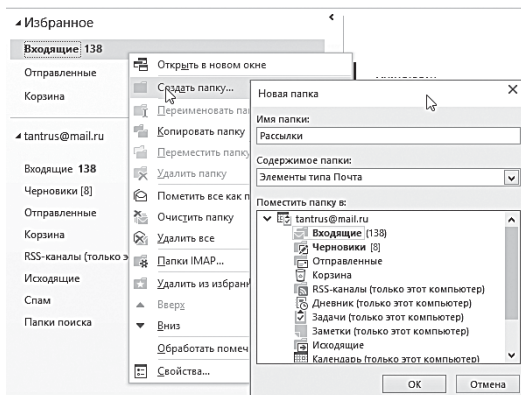 Избранное
Входящие 138
Отправленные
Корзина
tantrus@mail.ru
Входящие 138
Черновики [8]
Отправленные
Корзина
RSS-каналы (только э
Исходящие
Спам
Папки поиска
Открыть в новом окне
Создать папку...
Переименовать па
Копировать папку
Переместить папку
Удалить папку
Пометить все как п
Очистить папку
Удалить все
Папки IMAP...
Удалить из избран
Вверх
Вниз
Обработать помеч
Свойства...
Новая папка
Имя папки:
Рассылки
Содержимое папки:
Элементы типа Почта
Поместить папку в:
tantrus@mail.ru
Входящие (138)
Черновики [8]
Отправленные
Корзина
RSS-каналы (только этот компьютер)
Дневник (только этот компьютер)
Задачи (только этот компьютер)
Заметки (только этот компьютер)
Исходящие
Календарь (только этот компьютер)
ОК
Отмена